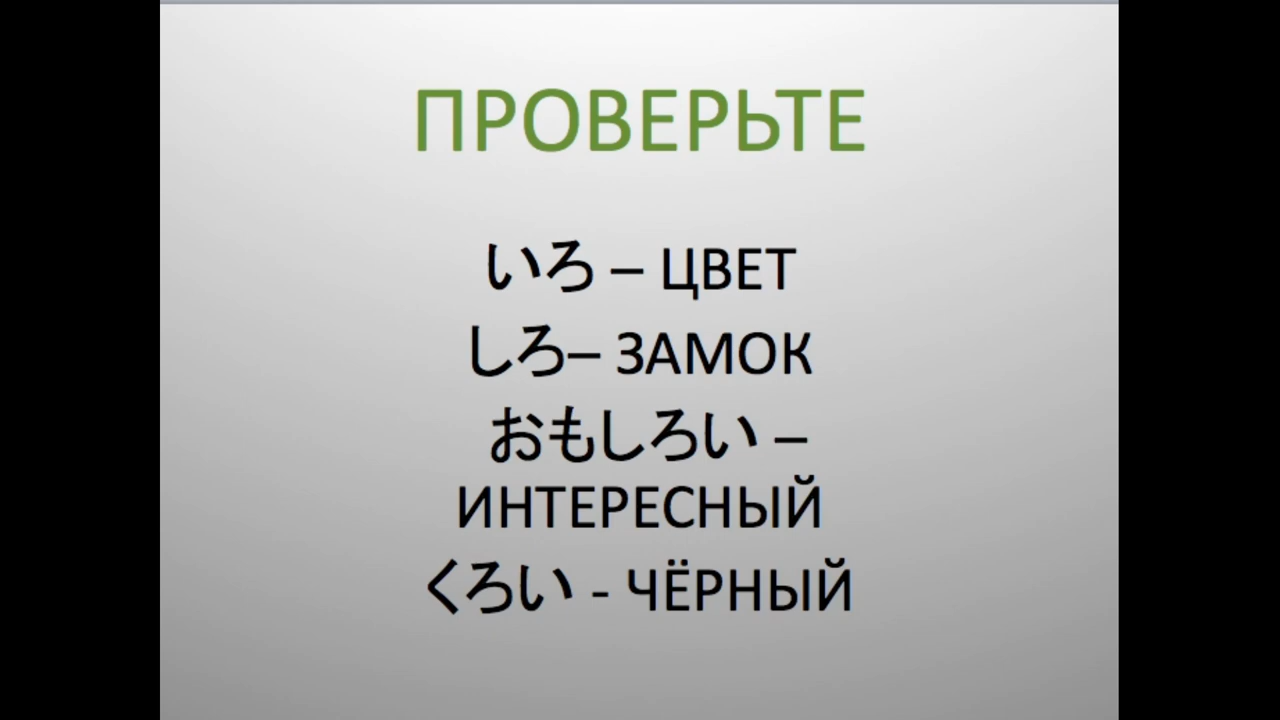 ПРОВЕРЬТЕ
いろ – ЦВЕТ
しろ– ЗАМОК
おもしろい –
ИНТЕРЕСНЫЙ
くろい - ЧЁРНЫЙ